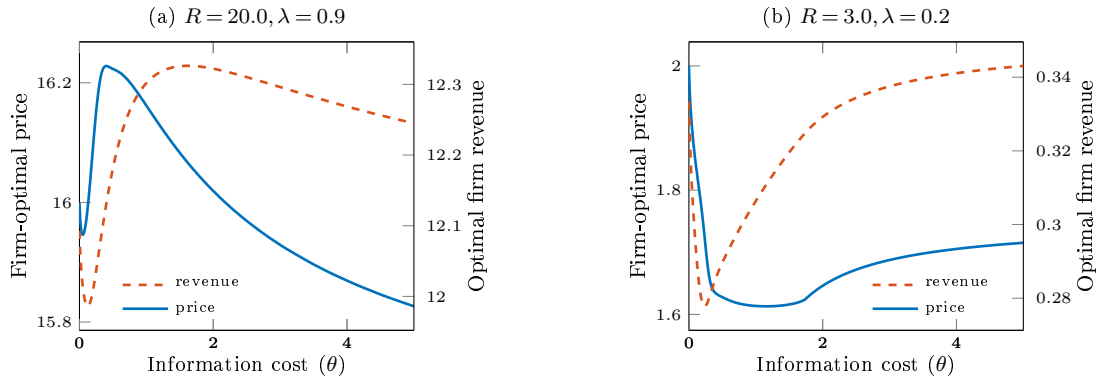 (a) R = 20.0, λ = 0.9
Firm-optimal price
16.2
16
15.8
12.3
12.2
12.1
12
Optimal firm revenue
revenue
price
0
2
4
Information cost (θ)
(b) R = 3.0, λ = 0.2
Firm-optimal price
2
1.8
1.6
0.34
0.32
0.3
0.28
Optimal firm revenue
revenue
price
0
2
4
Information cost (θ)